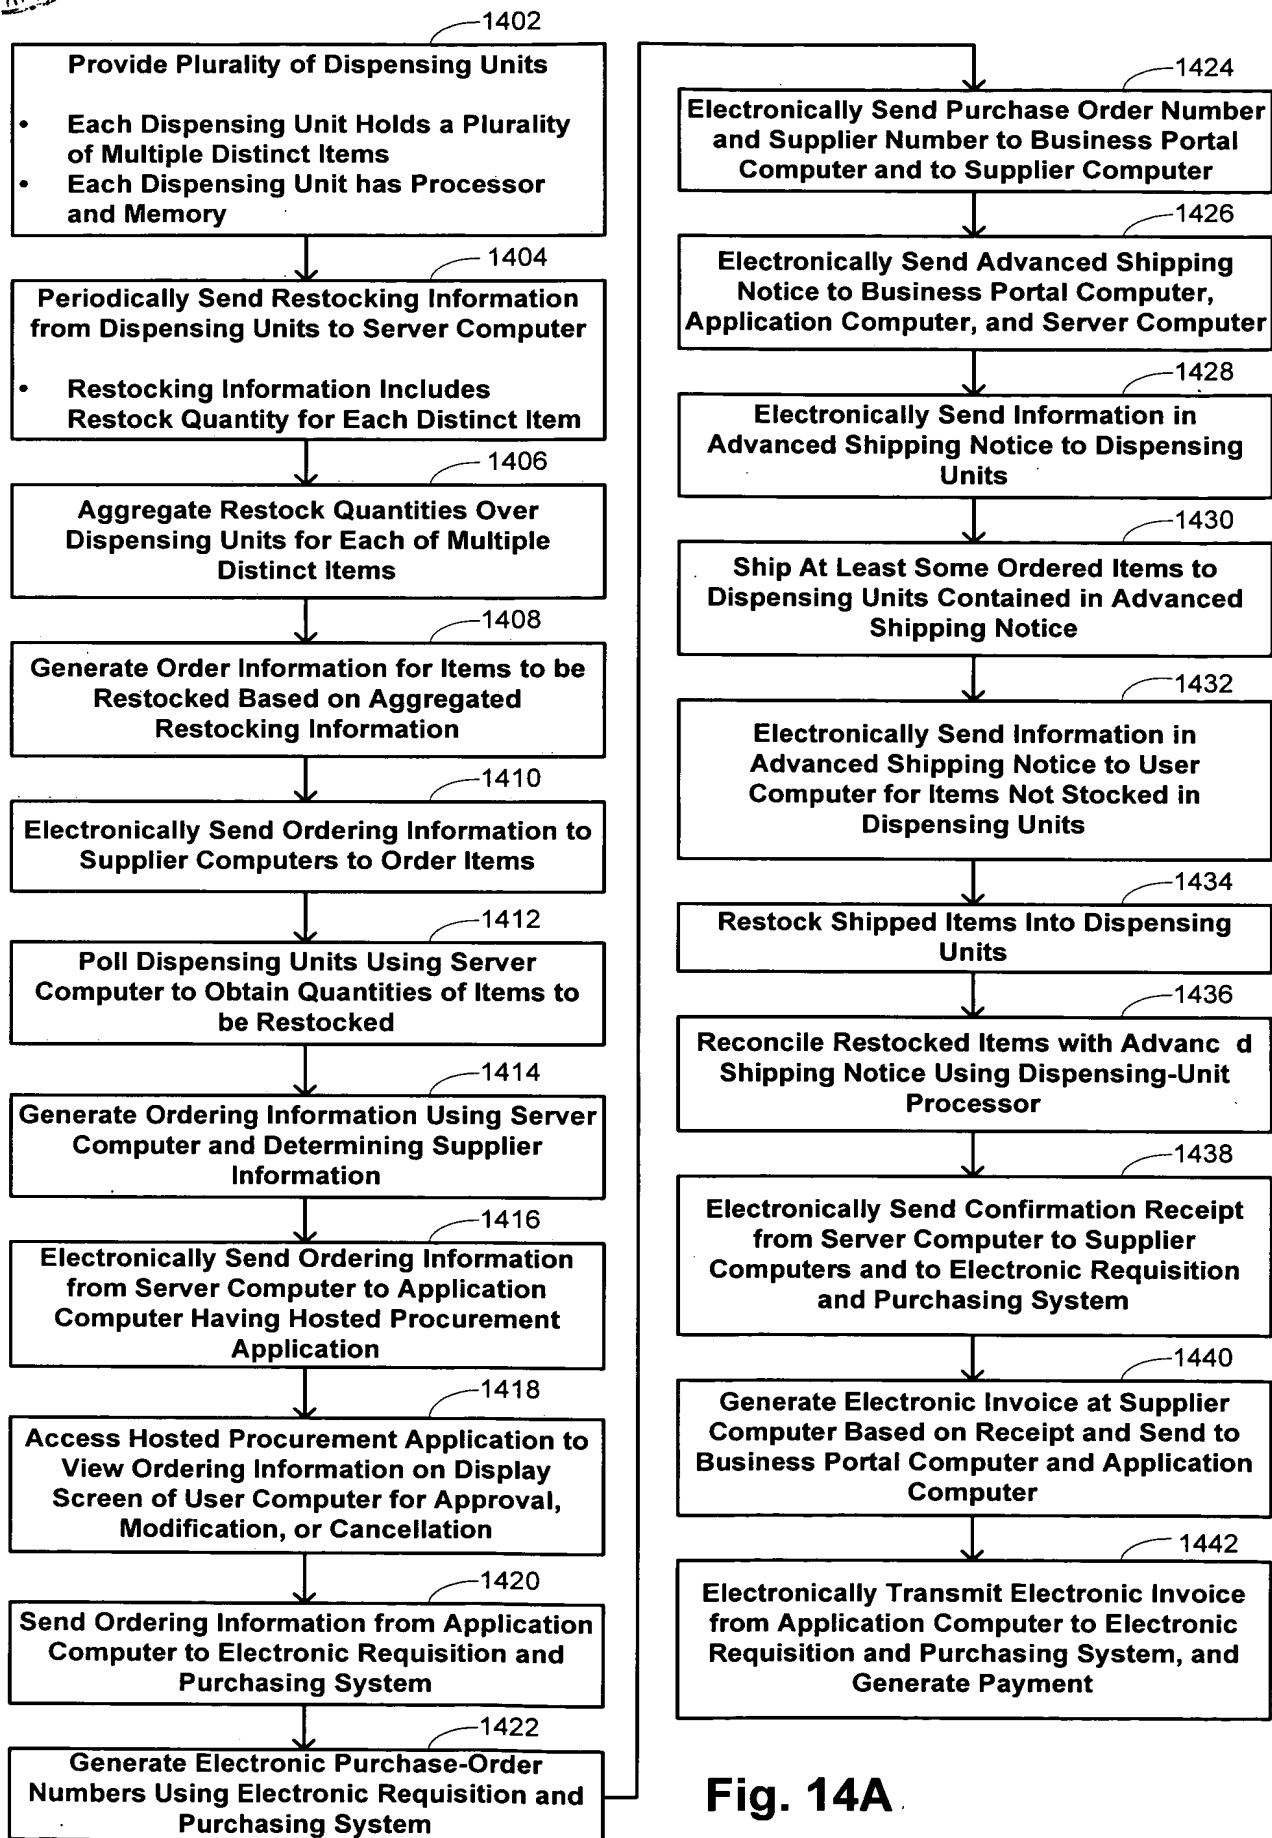 1402
Provide Plurality of Dispensing Units
• Each Dispensing Unit Holds a Plurality
of Multiple Distinct Items
• Each Dispensing Unit has Processor
and Memory
1404
Periodically Send Restocking Information
from Dispensing Units to Server Computer
• Restocking Information Includes
Restock Quantity for Each Distinct Item
1406
Aggregate Restock Quantities Over
Dispensing Units for Each of Multiple
Distinct Items
1408
Generate Order Information for Items to be
Restocked Based on Aggregated
Restocking Information
1410
Electronically Send Ordering Information to
Supplier Computers to Order Items
1412
Poll Dispensing Units Using Server
Computer to Obtain Quantities of Items to
be Restocked
1414
Generate Ordering Information Using Server
Computer and Determining Supplier
Information
1416
Electronically Send Ordering Information
from Server Computer to Application
Computer Having Hosted Procurement
Application
1418
Access Hosted Procurement Application to
View Ordering Information on Display
Screen of User Computer for Approval,
Modification, or Cancellation
1420
Send Ordering Information from Application
Computer to Electronic Requisition and
Purchasing System
1422
Generate Electronic Purchase-Order
Numbers Using Electronic Requisition and
Purchasing System
1424
Electronically Send Purchase Order Number
and Supplier Number to Business Portal
Computer and to Supplier Computer
1426
Electronically Send Advanced Shipping
Notice to Business Portal Computer,
Application Computer, and Server Computer
1428
Electronically Send Information in
Advanced Shipping Notice to Dispensing
Units
1430
Ship At Least Some Ordered Items to
Dispensing Units Contained in Advanced
Shipping Notice
1432
Electronically Send Information in
Advanced Shipping Notice to User
Computer for Items Not Stocked in
Dispensing Units
1434
Restock Shipped Items Into Dispensing
Units
1436
Reconcile Restocked Items with Advanc d
Shipping Notice Using Dispensing-Unit
Processor
1438
Electronically Send Confirmation Receipt
from Server Computer to Supplier
Computers and to Electronic Requisition
and Purchasing System
1440
Generate Electronic Invoice at Supplier
Computer Based on Receipt and Send to
Business Portal Computer and Application
Computer
1442
Electronically Transmit Electronic Invoice
from Application Computer to Electronic
Requisition and Purchasing System, and
Generate Payment
Fig. 14A